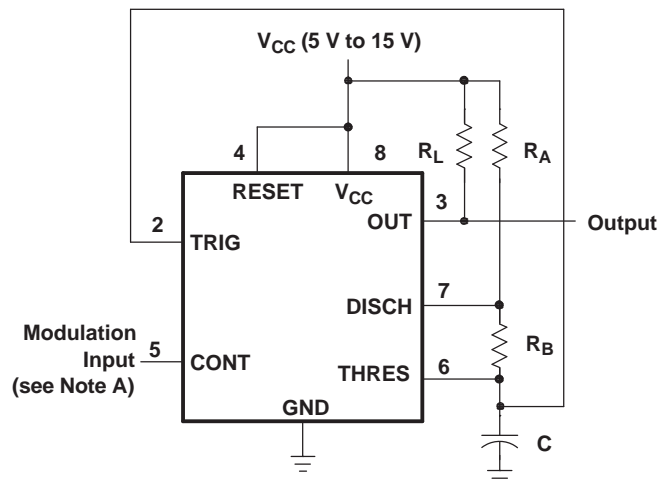 V_CC (5 V to 15 V)
4
8
R_L
R_A
RESET
V_CC
3
2
OUT
Output
TRIG
7
DISCH
Modulation
Input
(see Note A)
5
CONT
R_B
6
THRES
GND
C